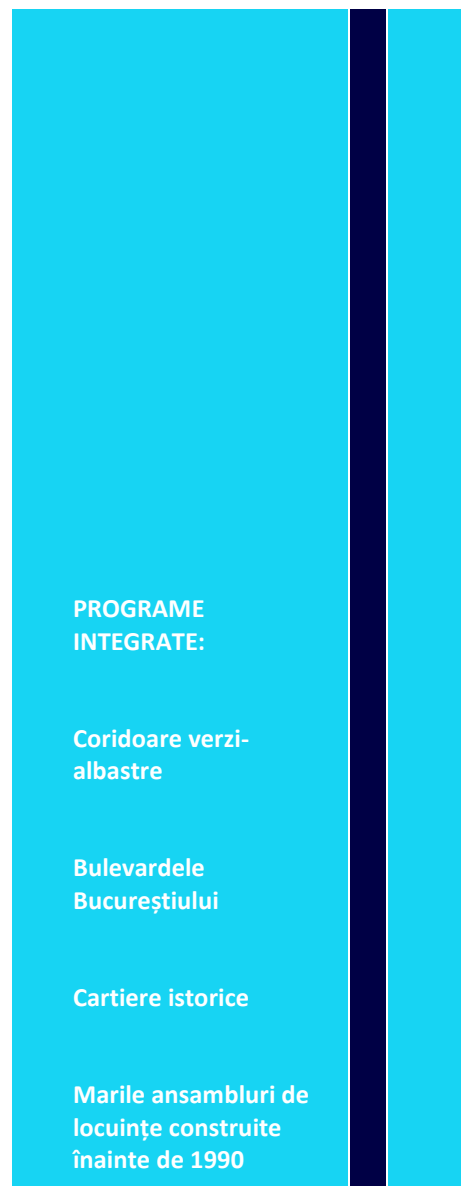 PROGRAME
INTEGRATE:
Coridoare verzi-
albastre
Bulevardele
Bucureștiului
Cartiere istorice
Marile ansambluri de
locuințe construite
înainte de 1990